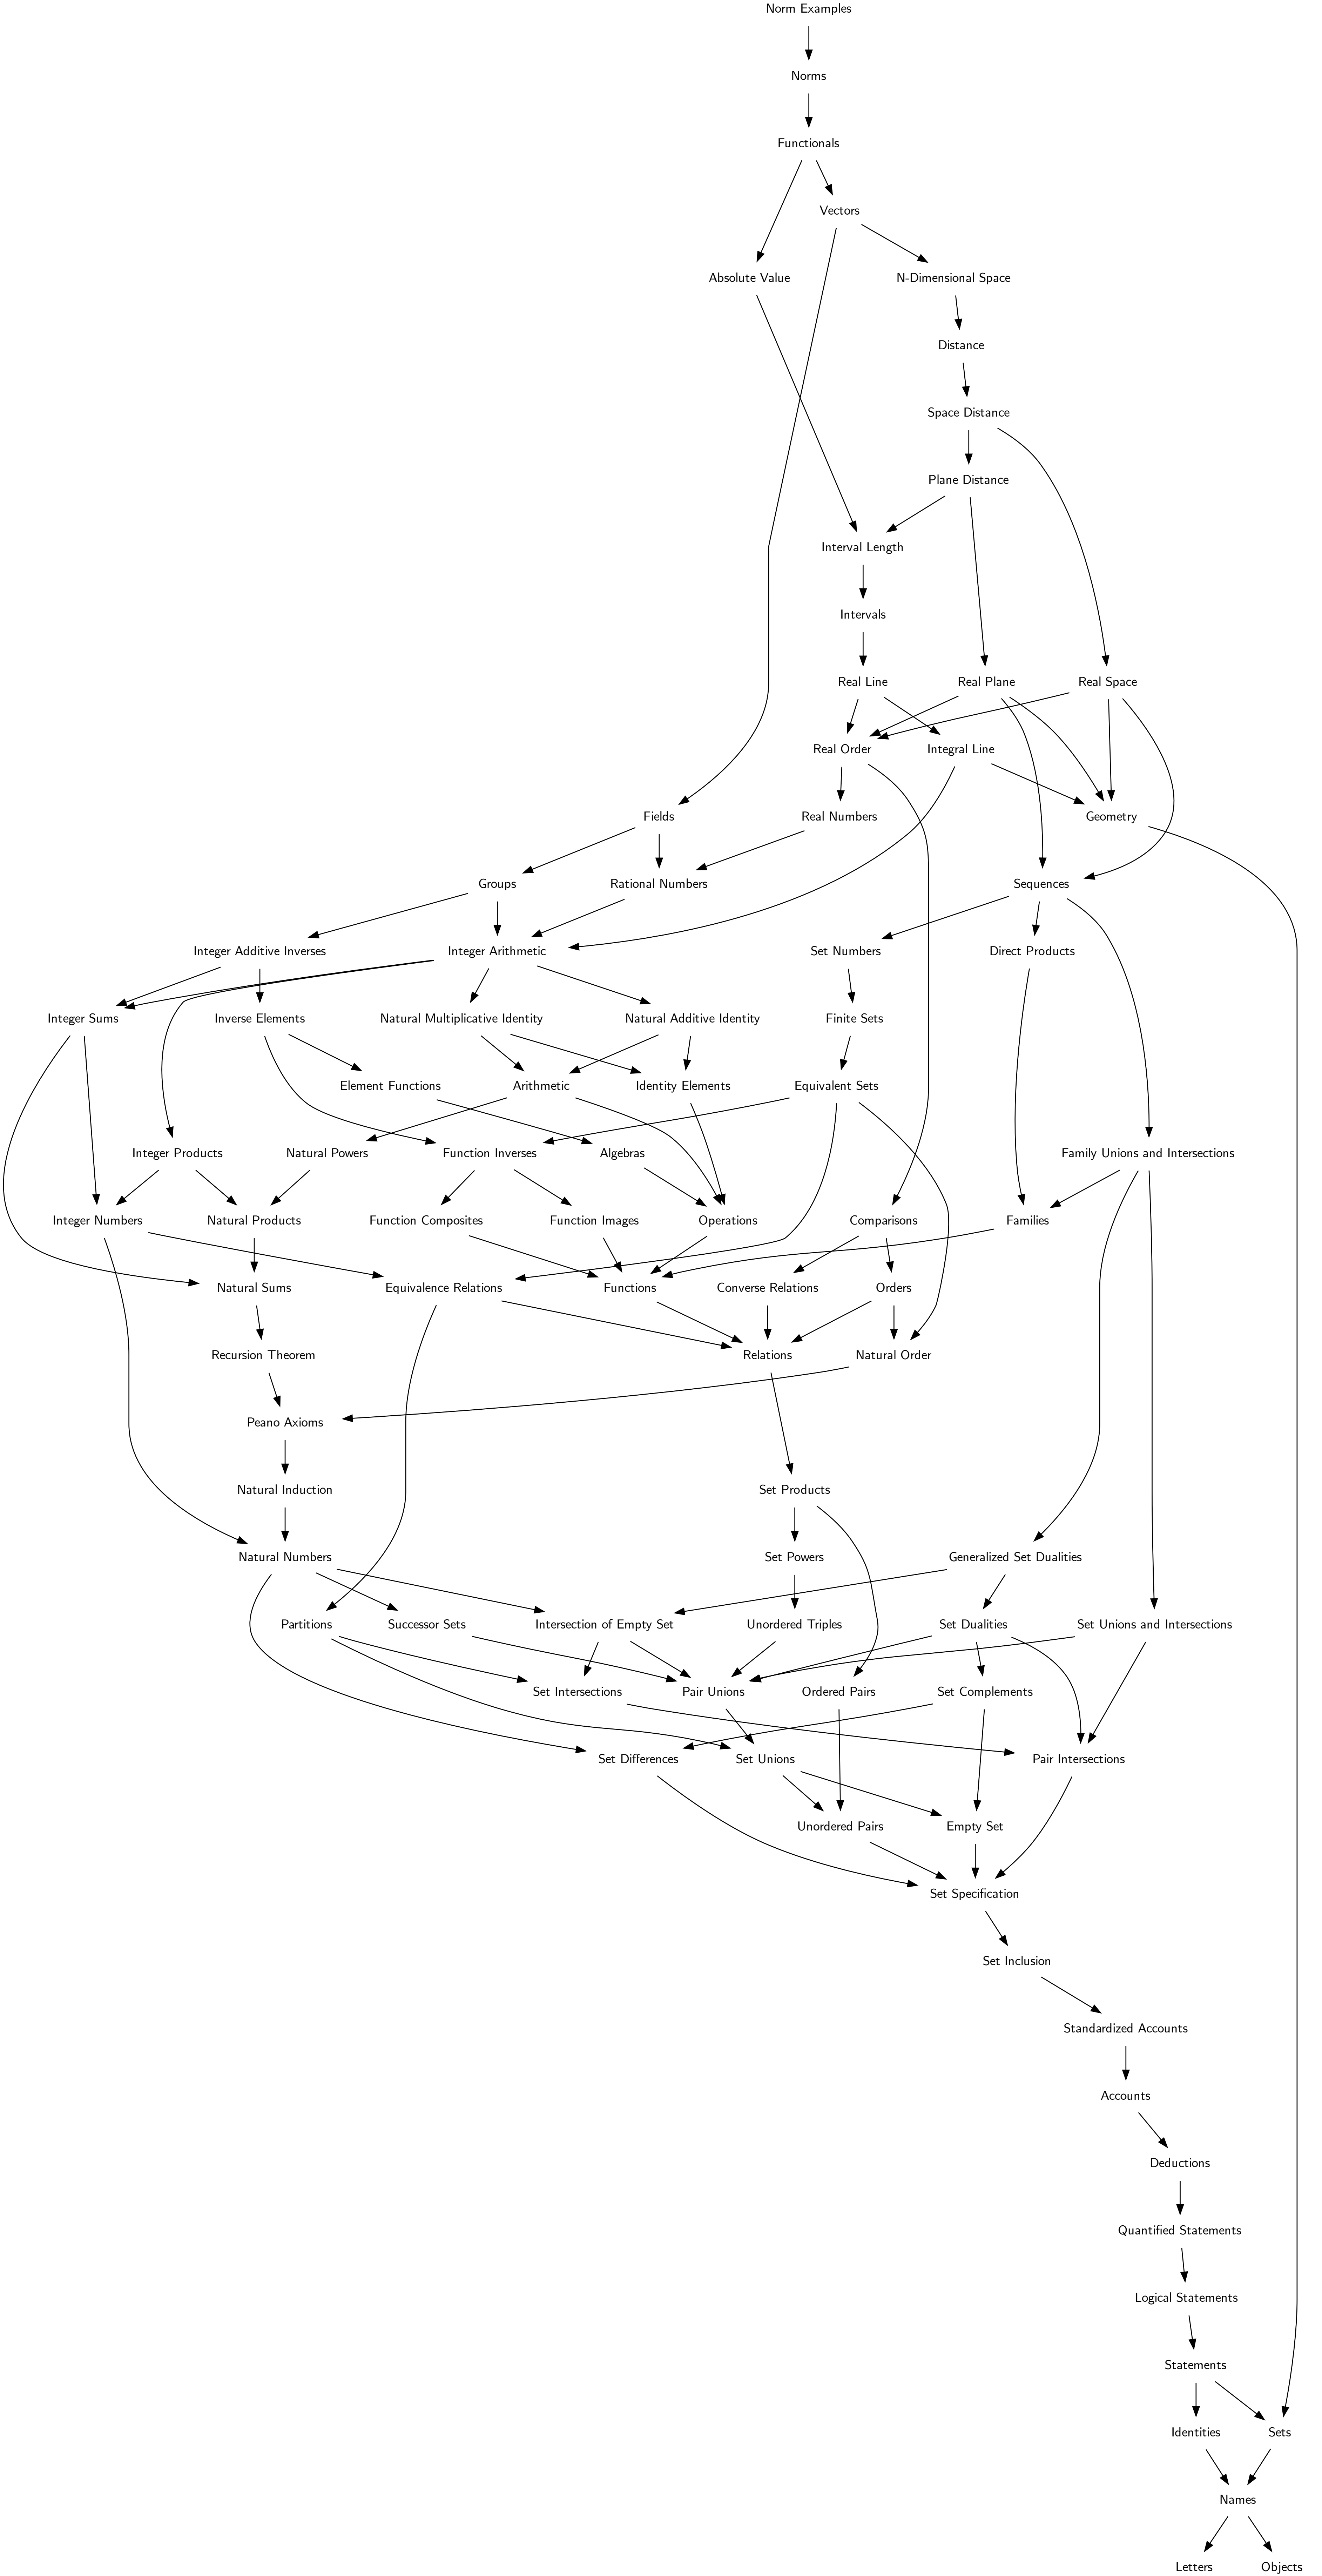 Norm Examples
Norms
Functionals
Vectors
Absolute Value
N-Dimensional Space
Distance
Space Distance
Plane Distance
Interval Length
Intervals
Real Line
Real Plane
Real Space
Real Order
Integral Line
Fields
Real Numbers
Geometry
Groups
Rational Numbers
Sequences
Integer Additive Inverses
Integer Arithmetic
Set Numbers
Direct Products
Integer Sums
Inverse Elements
Natural Multiplicative Identity
Natural Additive Identity
Finite Sets
Element Functions
Arithmetic
Identity Elements
Equivalent Sets
Integer Products
Natural Powers
Function Inverses
Algebras
Family Unions and Intersections
Integer Numbers
Natural Products
Function Composites
Function Images
Operations
Comparisons
Families
Natural Sums
Equivalence Relations
Functions
Converse Relations
Orders
Recursion Theorem
Relations
Natural Order
Peano Axioms
Natural Induction
Set Products
Natural Numbers
Set Powers
Generalized Set Dualities
Partitions
Successor Sets
Intersection of Empty Set
Unordered Triples
Set Dualities
Set Unions and Intersections
Set Intersections
Pair Unions
Ordered Pairs
Set Complements
Set Differences
Set Unions
Pair Intersections
Unordered Pairs
Empty Set
Set Specification
Set Inclusion
Standardized Accounts
Accounts
Deductions
Quantified Statements
Logical Statements
Statements
Identities
Sets
Names
Letters
Objects